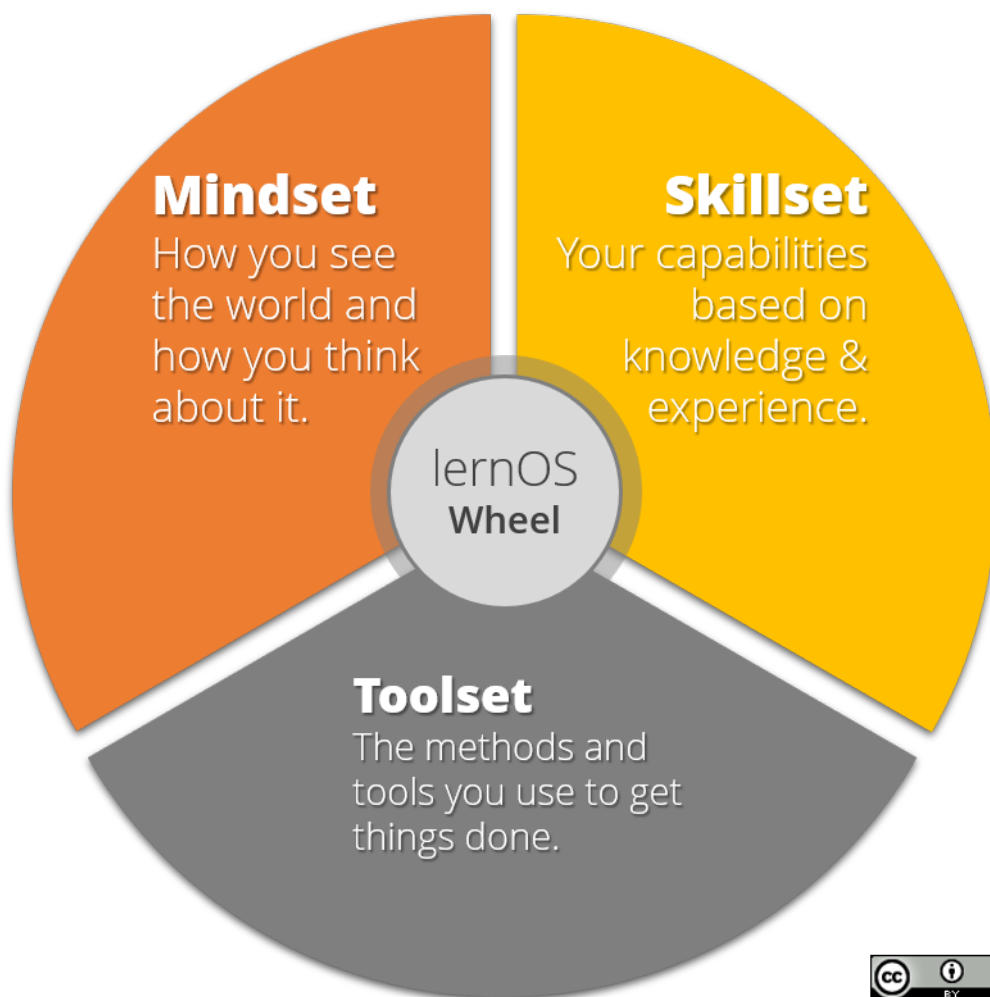 Mindset
How you see
the world and
how you think
about it.
Skillset
Your capabilities
based on
knowledge &
experience.
lernOS
Wheel
Toolset
The methods and
tools you use to get
things done.
cc
BY